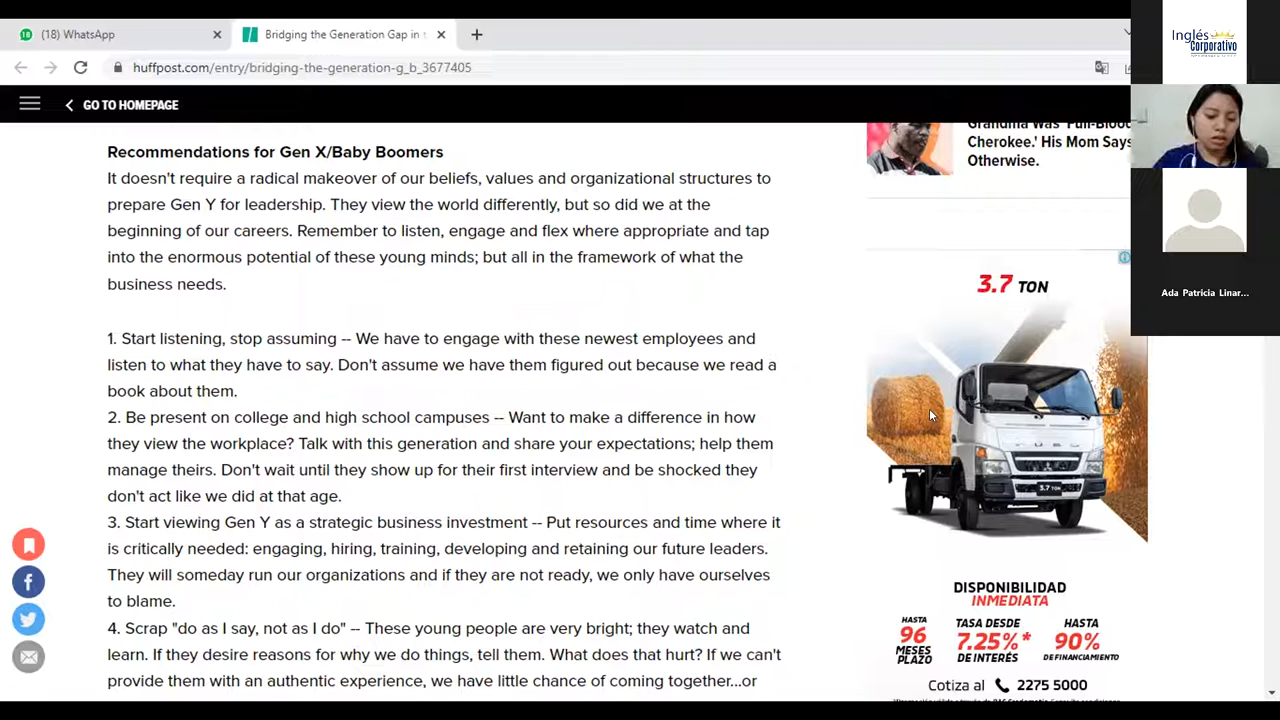 (18) WhatsApp
Bridging the Generation Gap in t
huffpost.com/entry/bridging-the-generation-g_b_3677405
GO TO HOMEPAGE
Recommendations for Gen X/Baby Boomers
It doesn't require a radical makeover of our beliefs, values and organizational structures to
prepare Gen Y for leadership. They view the world differently, but so did we at the
beginning of our careers. Remember to listen, engage and flex where appropriate and tap
into the enormous potential of these young minds; but all in the framework of what the
business needs.
1. Start listening, stop assuming -- We have to engage with these newest employees and
listen to what they have to say. Don't assume we have them figured out because we read a
book about them.
2. Be present on college and high school campuses -- Want to make a difference in how
they view the workplace? Talk with this generation and share your expectations; help them
manage theirs. Don't wait until they show up for their first interview and be shocked they
don't act like we did at that age.
3. Start viewing Gen Y as a strategic business investment -- Put resources and time where it
is critically needed: engaging, hiring, training, developing and retaining our future leaders.
They will someday run our organizations and if they are not ready, we only have ourselves
to blame.
4. Scrap "do as I say, not as I do" -- These young people are very bright; they watch and
learn. If they desire reasons for why we do things, tell them. What does that hurt? If we can't
provide them with an authentic experience, we have little chance of coming together...or
Grandma Was 'Full-Blood
Cherokee.' His Mom Says
Otherwise.
3.7 TON
FUSO
3.7 TON
DISPONIBILIDAD
INMEDIATA
HASTA
96
MESES
PLAZO
TASA DESDE
7.25%*
DE INTERÉS
HASTA
90%
DE FINANCIAMIENTO
Cotiza al 2275 5000
Inglés
Corporativo
Ada Patricia Linar...